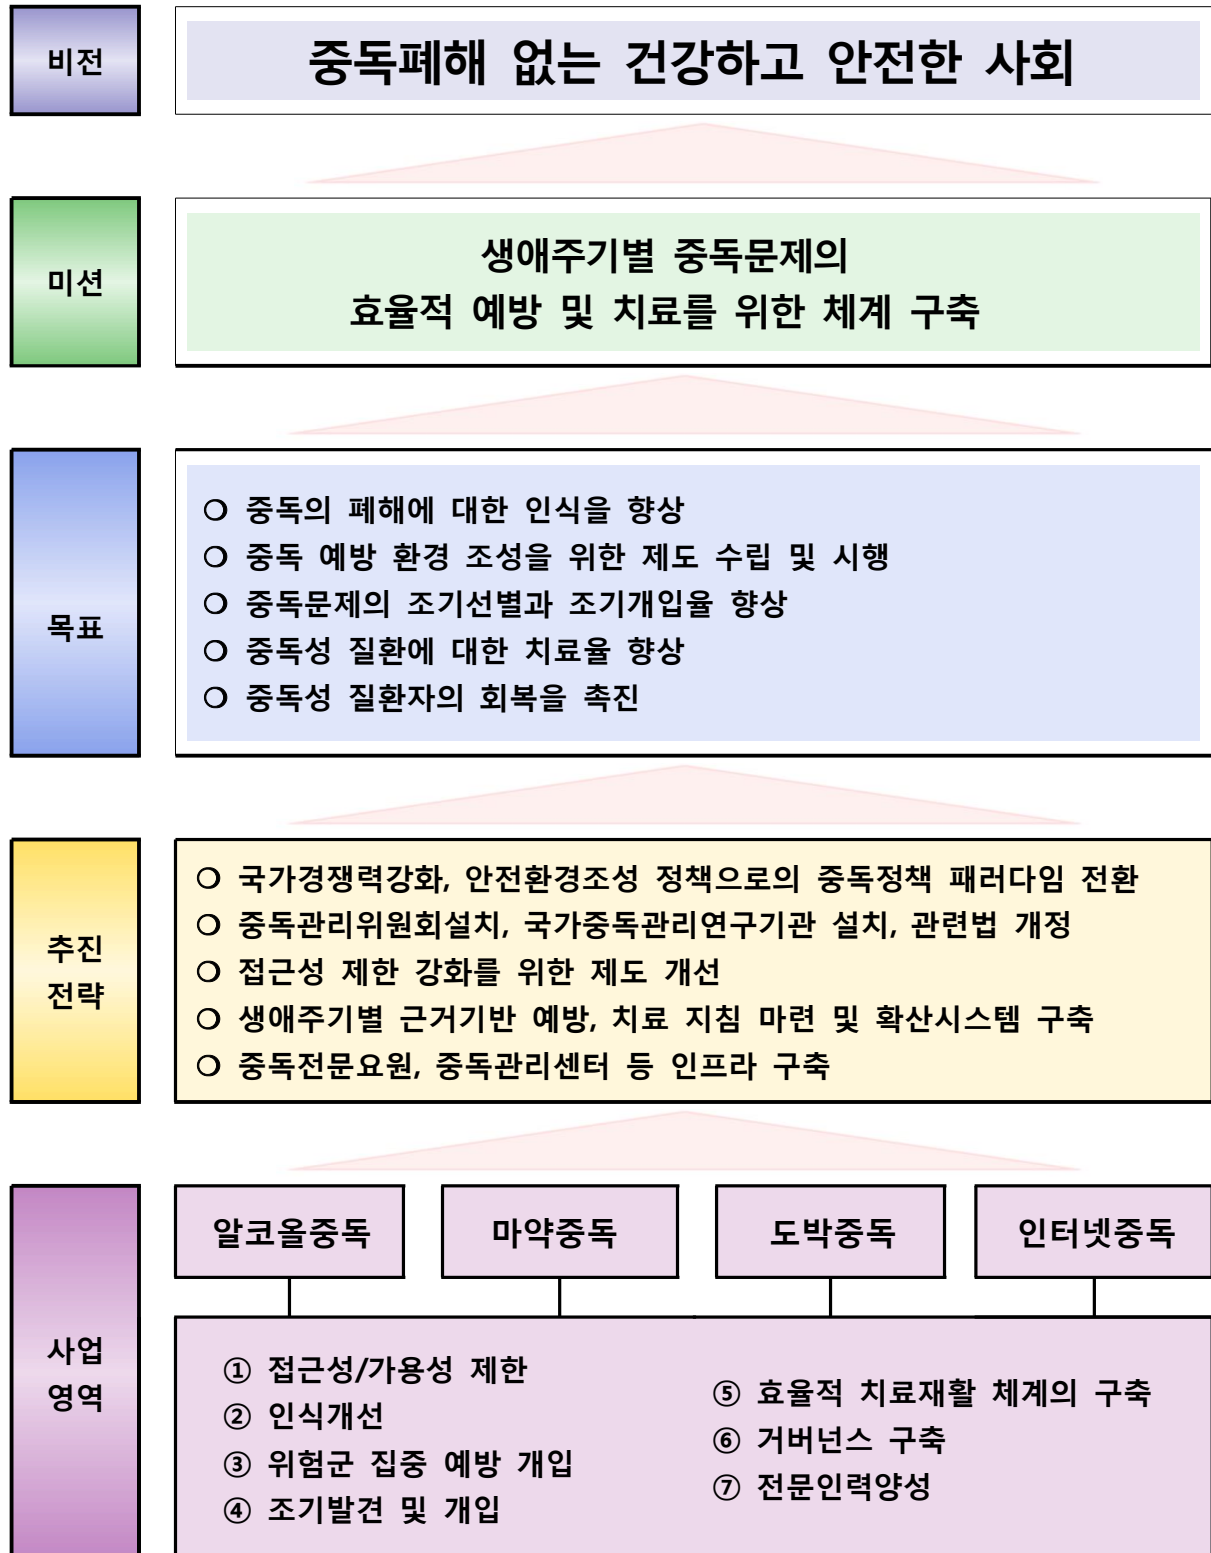 비전
중독폐해 없는 건강하고 안전한 사회
미션
생애주기별 중독문제의
효율적 예방 및 치료를 위한 체계 구축
목표
❍ 중독의 폐해에 대한 인식을 향상
❍ 중독 예방 환경 조성을 위한 제도 수립 및 시행
❍ 중독문제의 조기선별과 조기개입율 향상
❍ 중독성 질환에 대한 치료율 향상
❍ 중독성 질환자의 회복을 촉진
추진
전략
❍ 국가경쟁력강화, 안전환경조성 정책으로의 중독정책 패러다임 전환
❍ 중독관리위원회설치, 국가중독관리연구기관 설치, 관련법 개정
❍ 접근성 제한 강화를 위한 제도 개선
❍ 생애주기별 근거기반 예방, 치료 지침 마련 및 확산시스템 구축
❍ 중독전문요원, 중독관리센터 등 인프라 구축
사업
영역
알코올중독
마약중독
도박중독
인터넷중독
① 접근성/가용성 제한
② 인식개선
③ 위험군 집중 예방 개입
④ 조기발견 및 개입
⑤ 효율적 치료재활 체계의 구축
⑥ 거버넌스 구축
⑦ 전문인력양성